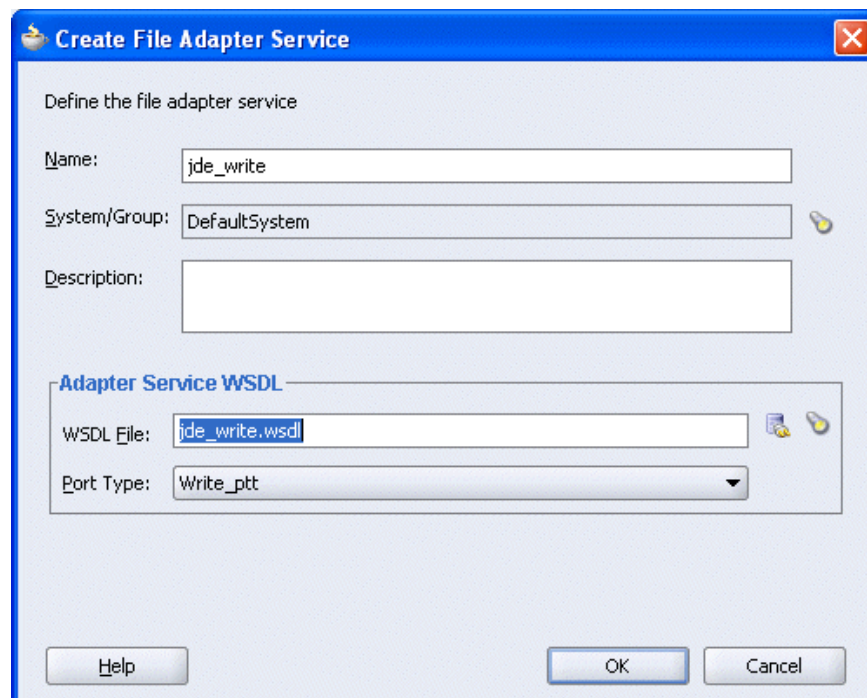 Create File Adapter Service
Define the file adapter service
Name: jde_write
System/Group: DefaultSystem
Description:
Adapter Service WSDL
WSDL File: jde_write.wsdl
Port Type: Write_ptt
Help OK Cancel